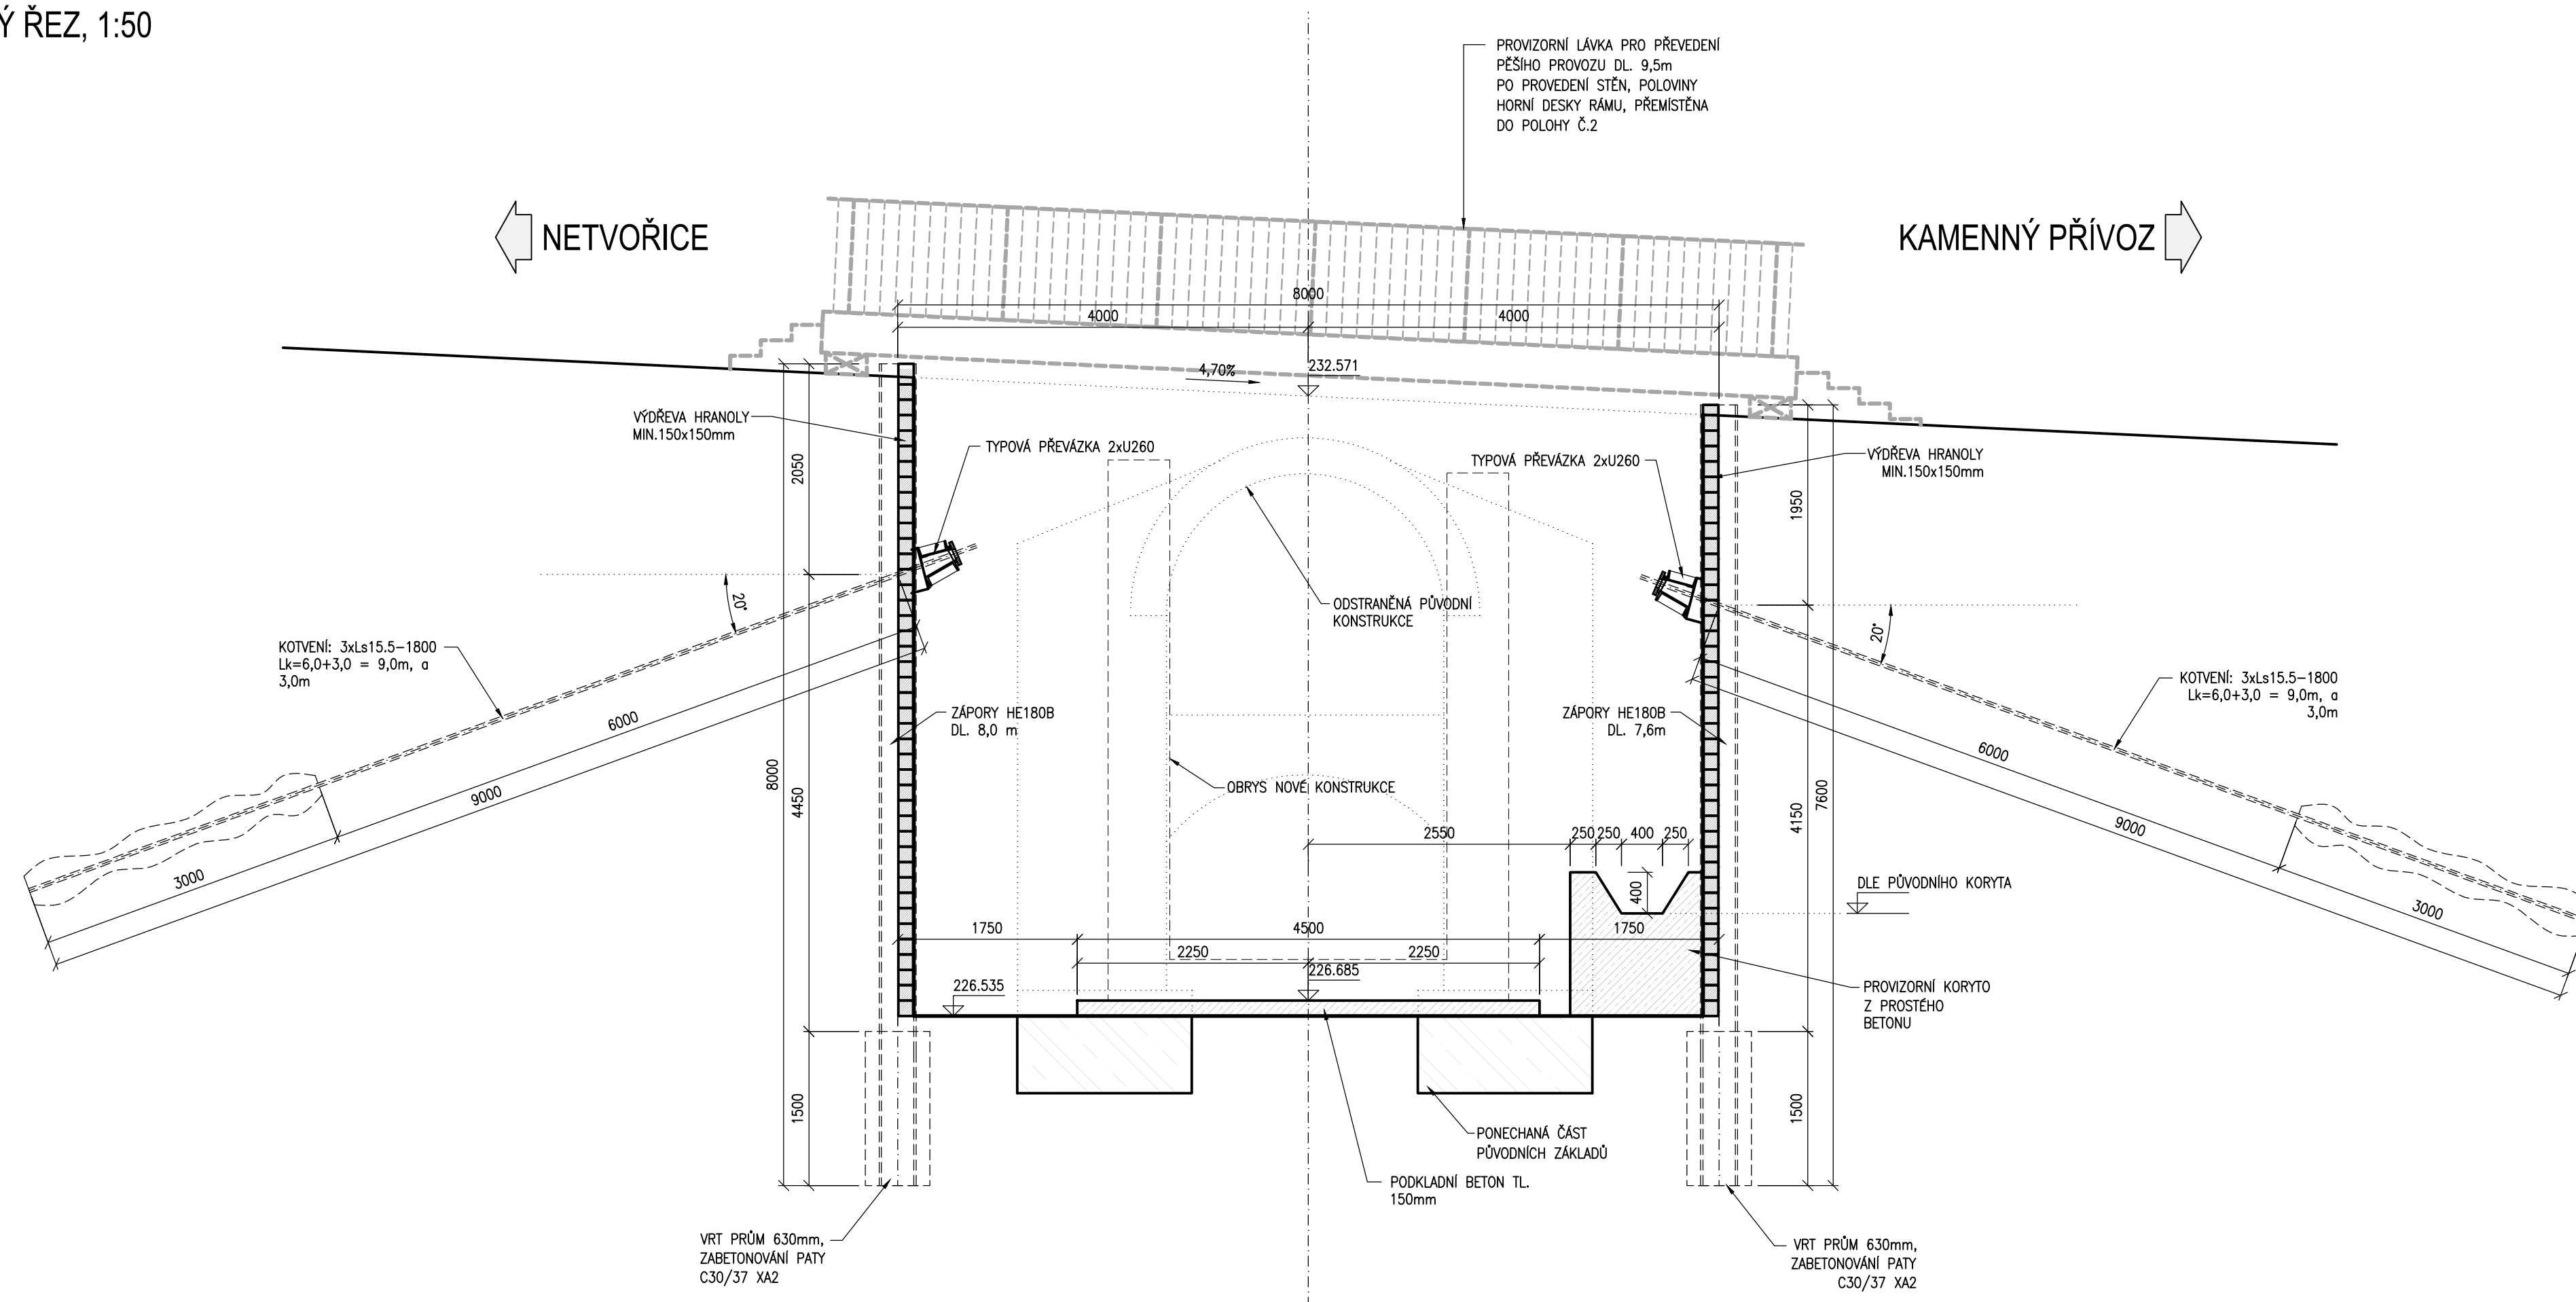 Ý ŘEZ, 1:50
PROVIZORNÍ LÁVKA PRO PŘEVEDENÍ
PĚŠÍHO PROVOZU DL. 9,5m
PO PROVEDENÍ STĚN, POLOVINY
HORNÍ DESKY RÁMU, PŘEMÍSTĚNA
DO POLOHY Č.2
NETVOŘICE
KAMENNÝ PŘÍVOZ
8000
4000
4000
4,70%
232.571
VÝDŘEVA HRANOLY
MIN.150x150mm
TYPOVÁ PŘEVÁZKA 2xU260
TYPOVÁ PŘEVÁZKA 2xU260
VÝDŘEVA HRANOLY
MIN.150x150mm
2050
1950
20°
20°
ODSTRANĚNÁ PŮVODNÍ
KONSTRUKCE
KOTVENÍ: 3xLs15.5-1800
Lk=6,0+3,0 = 9,0m, a
3,0m
KOTVENÍ: 3xLs15.5-1800
Lk=6,0+3,0 = 9,0m, a
3,0m
ZÁPORY HE180B
DL. 8,0 m
ZÁPORY HE180B
DL. 7,6m
6000
9000
3000
6000
9000
3000
8000
4450
4150
7600
OBRYS NOVÉ KONSTRUKCE
2550
250
250
400
250
400
DLE PŮVODNÍHO KORYTA
1750
4500
1750
2250
2250
226.535
226.685
PROVIZORNÍ KORYTO
Z PROSTÉHO
BETONU
1500
1500
PONECHANÁ ČÁST
PŮVODNÍCH ZÁKLADŮ
PODKLADNÍ BETON TL.
150mm
VRT PRŮM 630mm,
ZABETONOVÁNÍ PATY
C30/37 XA2
VRT PRŮM 630mm,
ZABETONOVÁNÍ PATY
C30/37 XA2